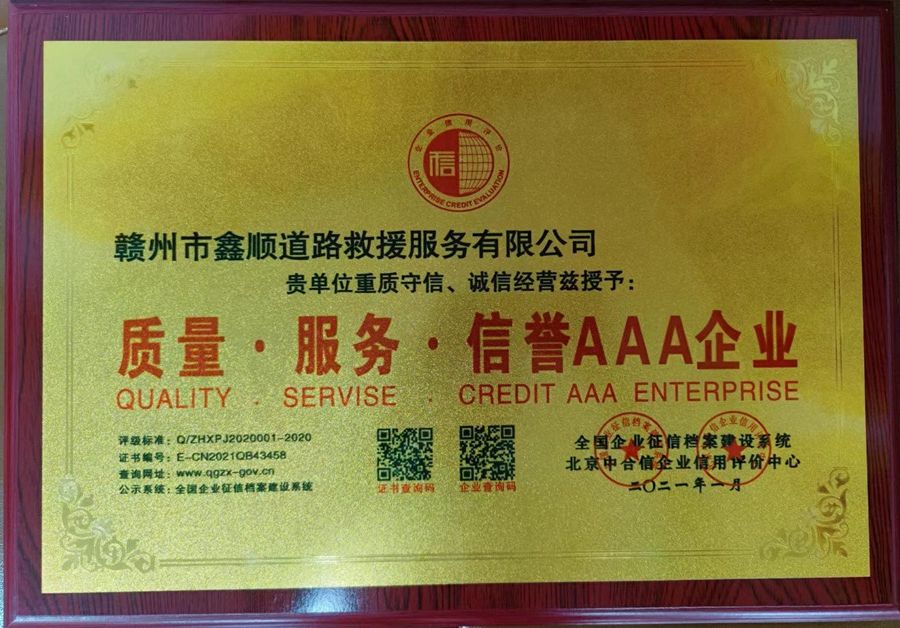 企业信用评价
信
ENTERPRISE CREDIT EVALUATION
赣州市鑫顺道路救援服务有限公司
贵单位重质守信、诚信经营兹授予：
质量·服务·信誉AAA企业
QUALITY . SERVISE . CREDIT AAA ENTERPRISE
评级标准：Q/ZHXPJ2020001-2020
证书编号：E-CN2021QB43458
查询网址：www.qgzx-gov.cn
公示系统：全国企业征信档案建设系统
证书查询码
企业查询码
全国企业征信档案建设系统
北京中合信企业信用评价中心
二〇二一年一月